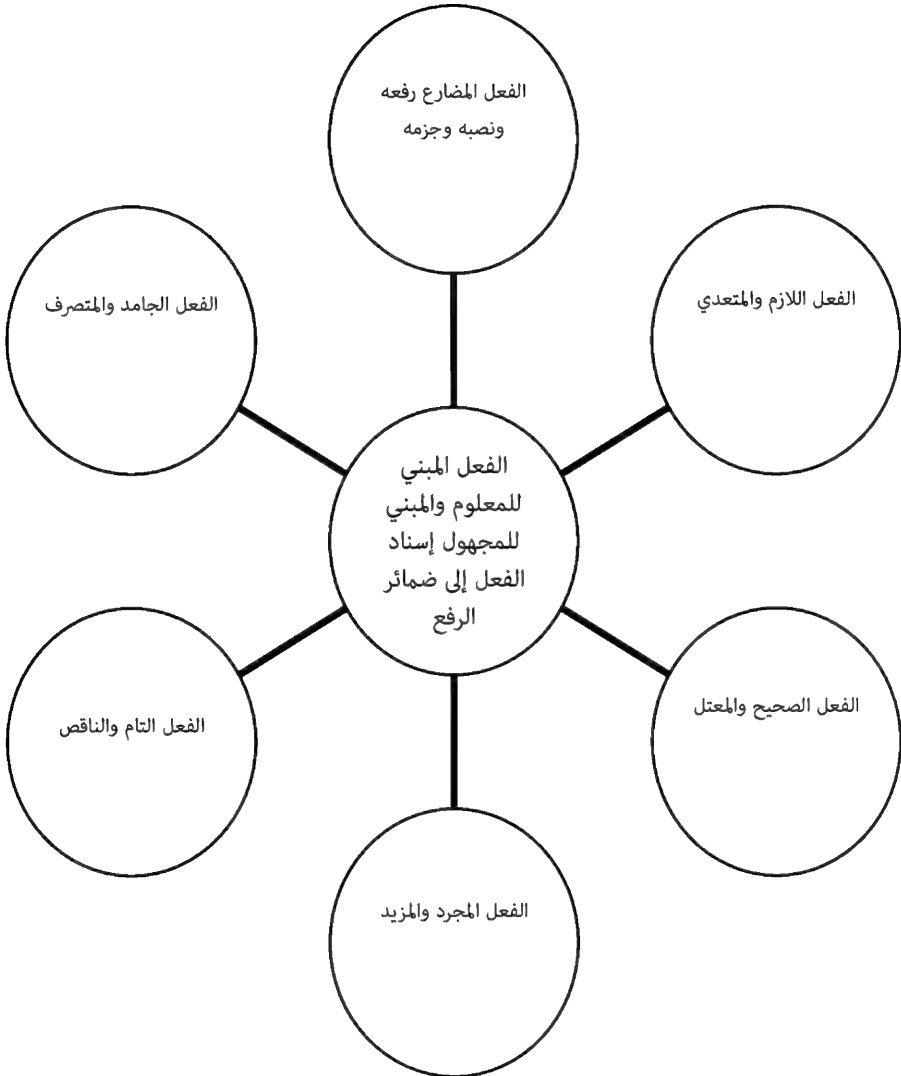 الفعل المضارع رفعه
ونصبه وجزمه
الفعل اللازم والمتعدي
الفعل الجامد والمتصرف
الفعل المبني
للمعلوم والمبني
للمجهول إسناد
الفعل إلى ضمائر
الرفع
الفعل الصحيح والمعتل
الفعل التام والناقص
الفعل المجرد والمزيد